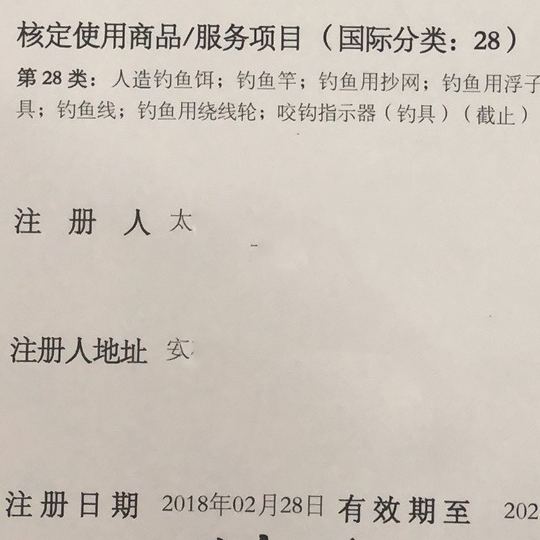 核定使用商品/服务项目（国际分类：28）
第 28 类：人造钓鱼饵；钓鱼竿；钓鱼用抄网；钓鱼用浮子
具；钓鱼线；钓鱼用绕线轮；咬钩指示器（钓具）（截止）
注 册 人 太
注册人地址 安
注册日期 2018年02月28日 有效期至 202